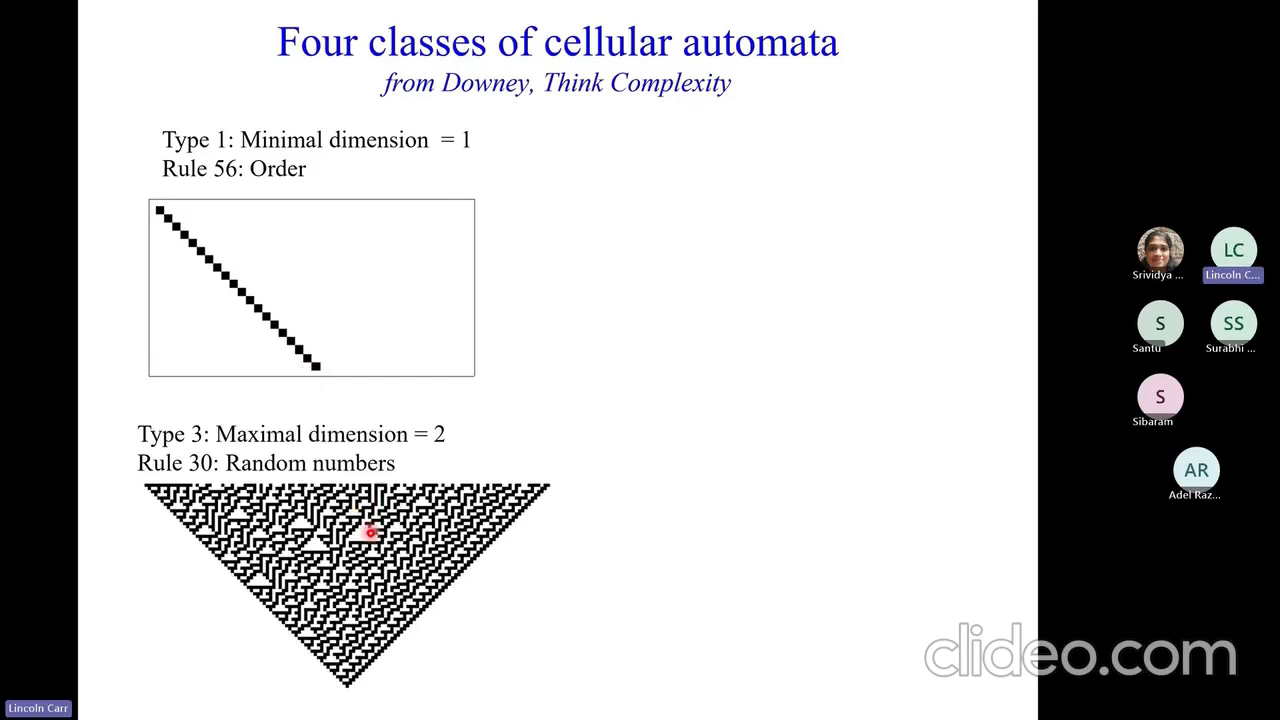 Four classes of cellular automata
from Downey, Think Complexity
Type 1: Minimal dimension = 1
Rule 56: Order
Type 3: Maximal dimension = 2
Rule 30: Random numbers
LC
Srividya ...
Lincoln C...
S
SS
Santu
Surabhi ...
S
Sibaram
AR
Adel Raz...
clideo.com
Lincoln Carr